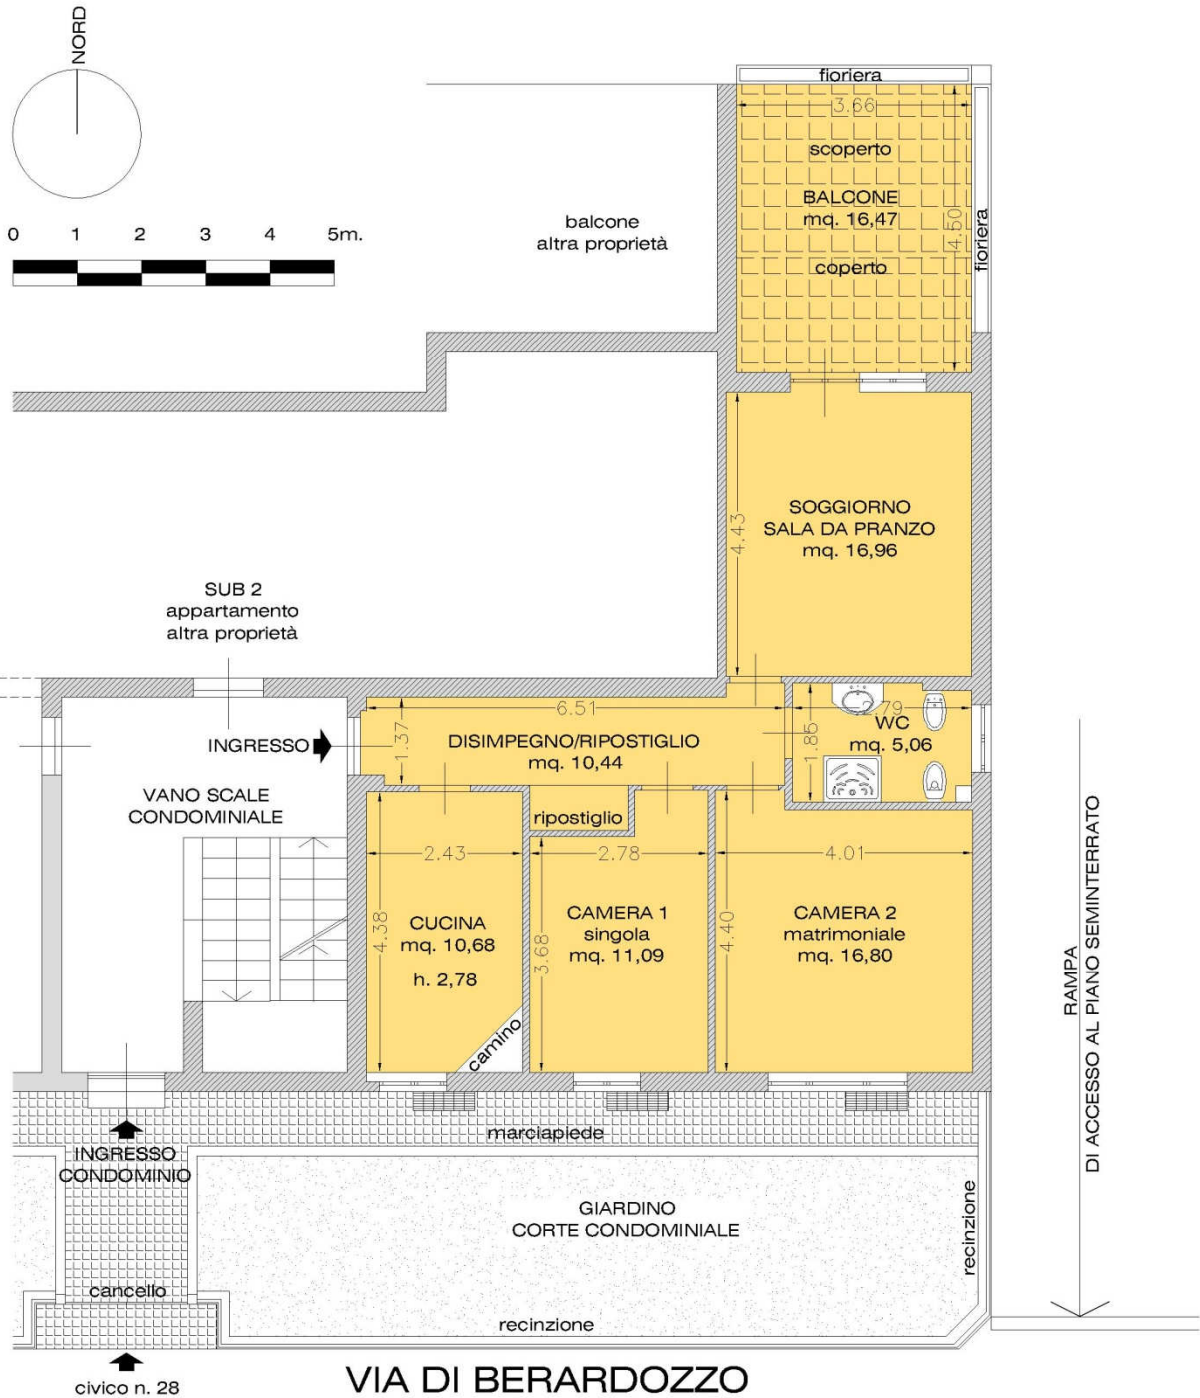 NORD
0 1 2 3 4 5m.
fioriera
3.66
scoperto
BALCONE
mq. 16,47
4.50
coperto
fioriera
balcone
altra proprietà
SOGGIORNO
SALA DA PRANZO
mq. 16,96
4.43
SUB 2
appartamento
altra proprietà
INGRESSO
6.51
1.37
DISIMPEGNO/RIPOSTIGLIO
mq. 10,44
2.79
1.85
WC
mq. 5,06
VANO SCALE
CONDOMINIALE
ripostiglio
2.43
4.38
CUCINA
mq. 10,68
h. 2,78
camino
2.78
3.68
CAMERA 1
singola
mq. 11,09
4.01
4.40
CAMERA 2
matrimoniale
mq. 16,80
RAMPA
DI ACCESSO AL PIANO SEMINTERRATO
marciapiede
INGRESSO
CONDOMINIO
GIARDINO
CORTE CONDOMINIALE
recinzione
cancello
recinzione
civico n. 28
VIA DI BERARDOZZO